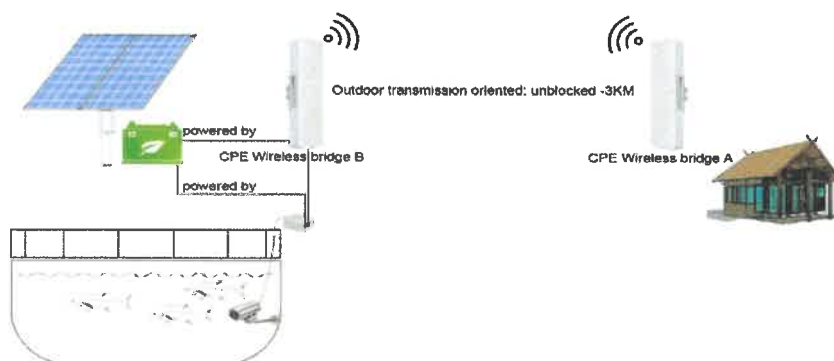 powered by
Outdoor transmission oriented: unblocked -3KM
CPE Wireless bridge B
CPE Wireless bridge A
powered by